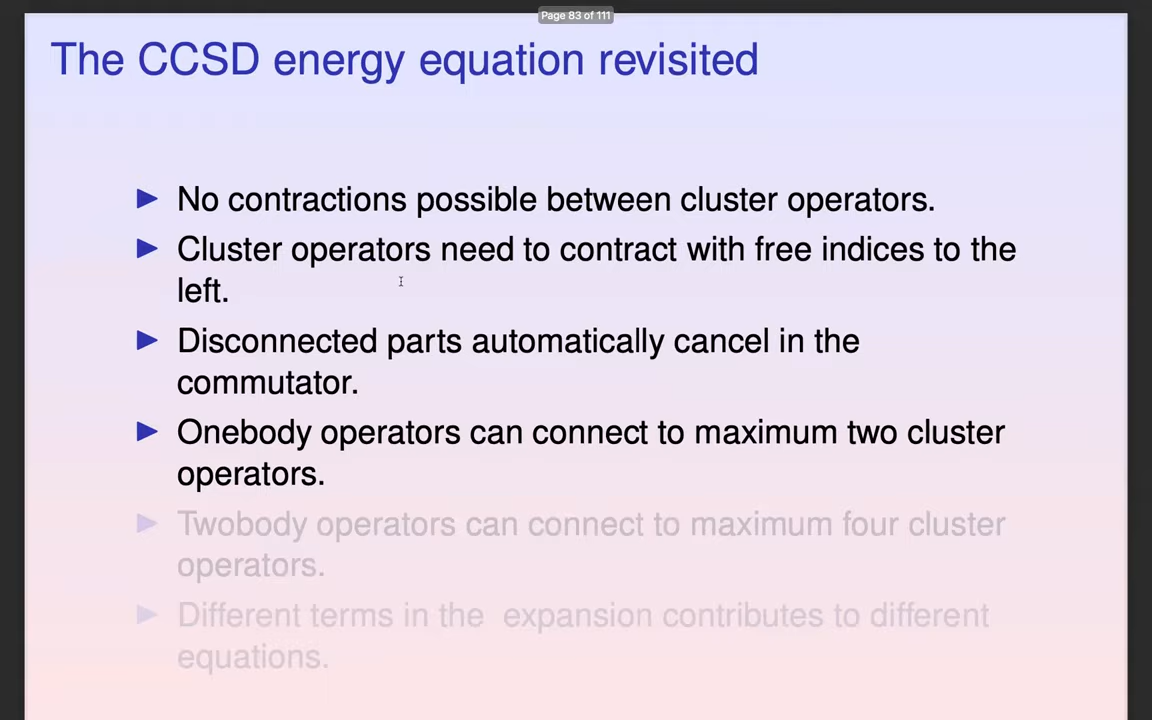 Page 83 of 111
The CCSD energy equation revisited
No contractions possible between cluster operators.
Cluster operators need to contract with free indices to the
left.
Disconnected parts automatically cancel in the
commutator.
Onebody operators can connect to maximum two cluster
operators.
Twobody operators can connect to maximum four cluster
operators.
Different terms in the expansion contributes to different
equations.